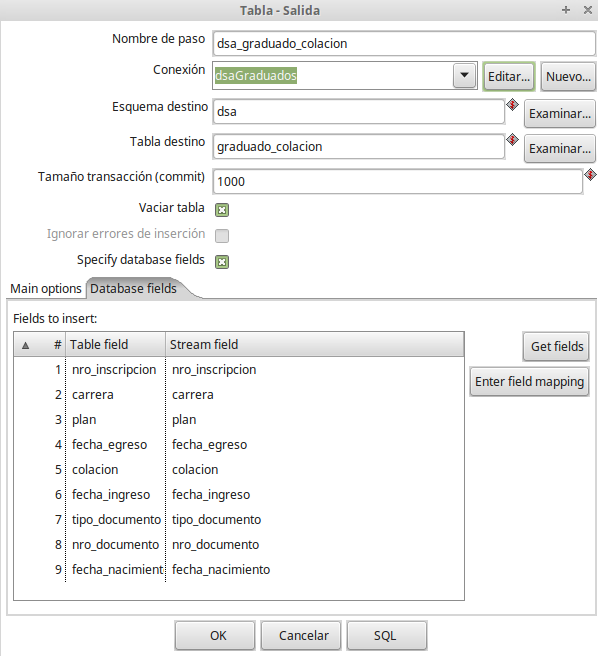 Tabla - Salida
Nombre de paso dsa_graduado_colacion
Conexión dsaGraduados Editar... Nuevo...
Esquema destino dsa Examinar...
Tabla destino graduado_colacion Examinar...
Tamaño transacción (commit) 1000
Vaciar tabla
Ignorar errores de inserción
Specify database fields
Main options Database fields
Fields to insert:
# Table field Stream field Get fields
1 nro_inscripcion nro_inscripcion Enter field mapping
2 carrera carrera
3 plan plan
4 fecha_egreso fecha_egreso
5 colacion colacion
6 fecha_ingreso fecha_ingreso
7 tipo_documento tipo_documento
8 nro_documento nro_documento
9 fecha_nacimient fecha_nacimiento
OK Cancelar SQL